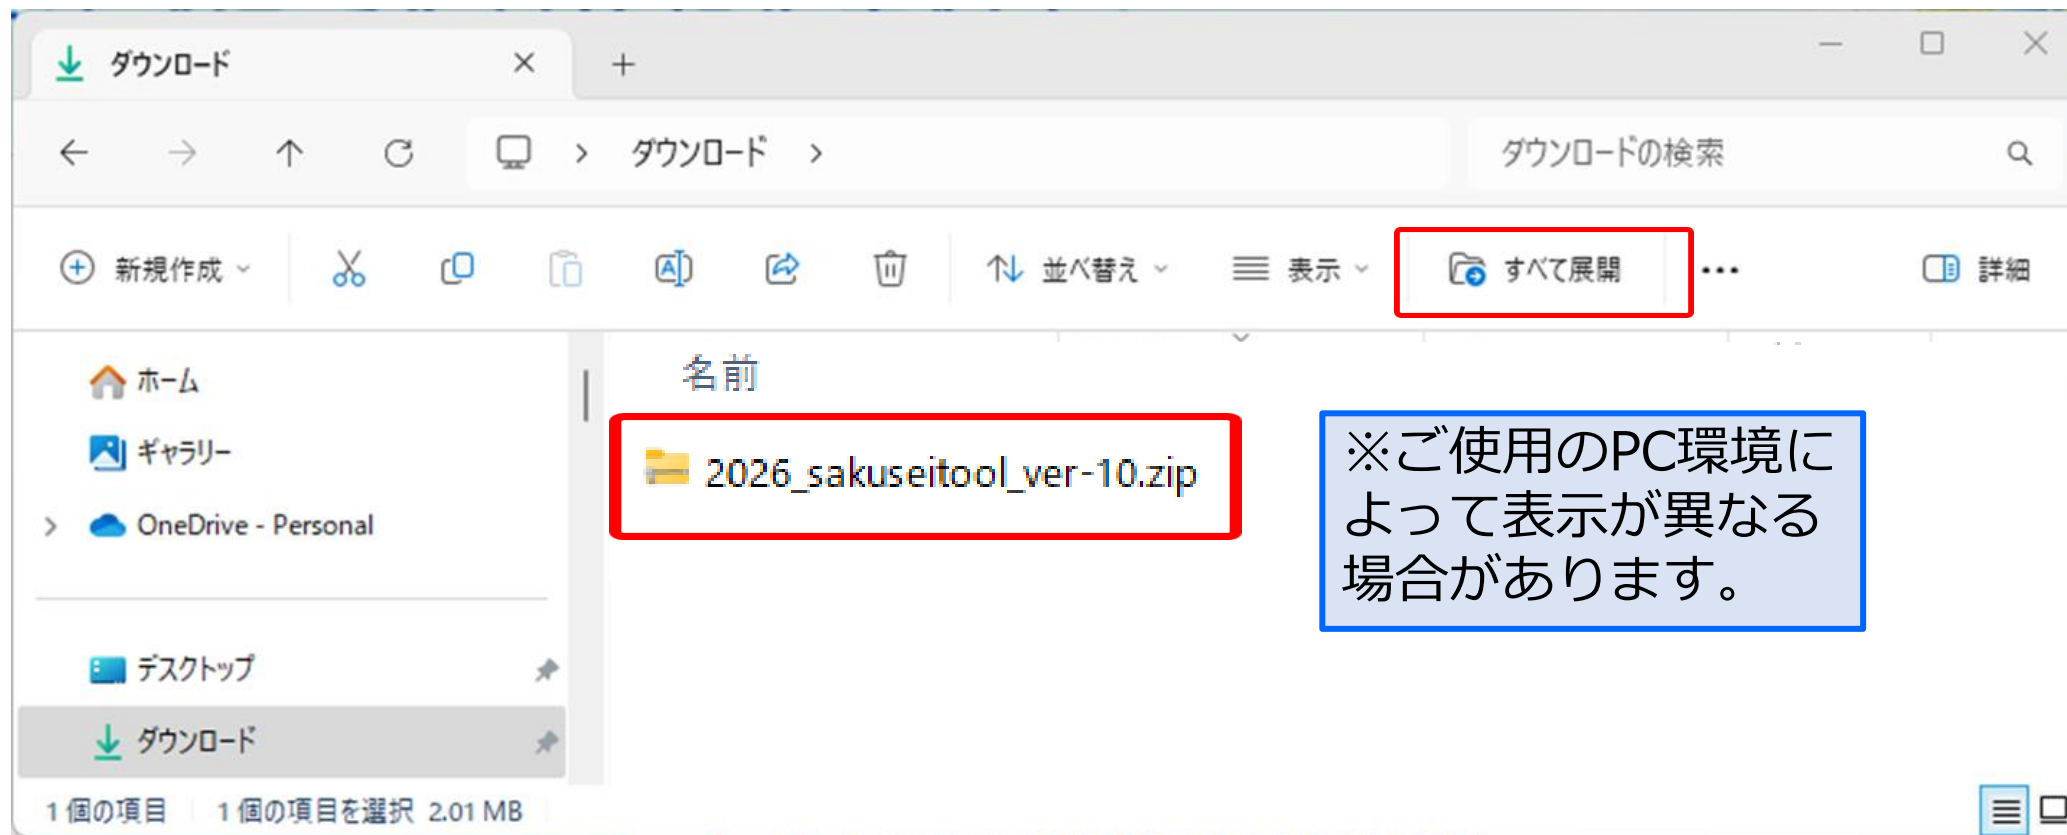 ダウンロード
ダウンロード
ダウンロードの検索
新規作成
並べ替え
表示
すべて展開
詳細
ホーム
ギャラリー
OneDrive - Personal
デスクトップ
ダウンロード
名前
2026_sakuseitool_ver-10.zip
※ご使用のPC環境に
よって表示が異なる
場合があります。
1 個の項目
1 個の項目を選択 2.01 MB